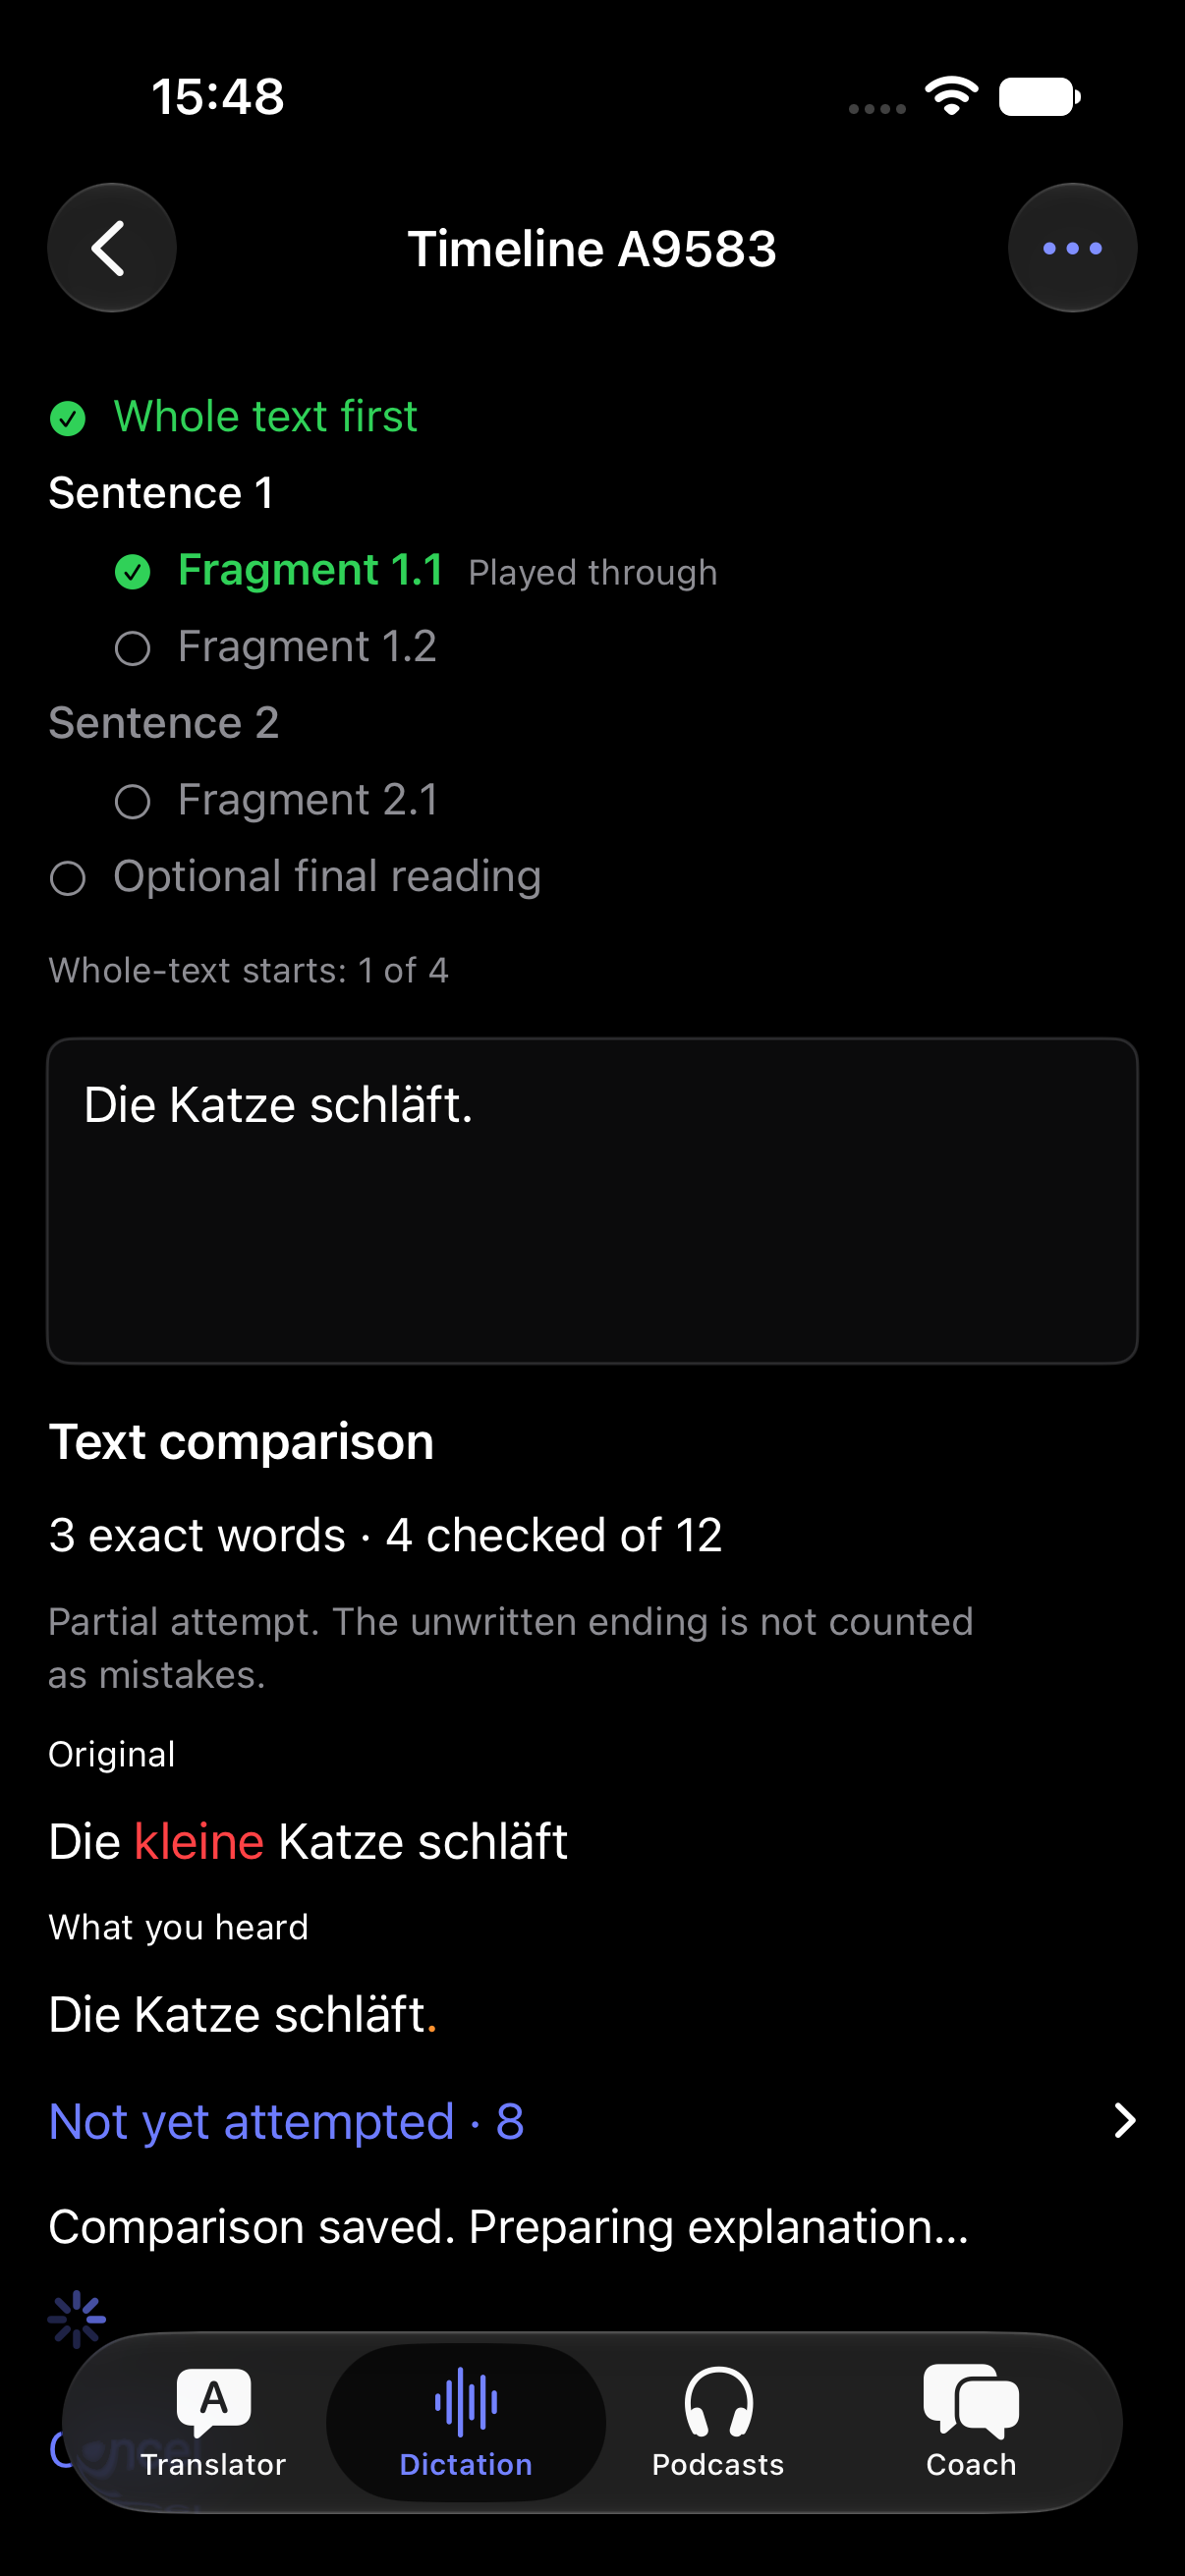 15:48
Timeline A9583
Whole text first
Sentence 1
Fragment 1.1 Played through
Fragment 1.2
Sentence 2
Fragment 2.1
Optional final reading
Whole-text starts: 1 of 4
Die Katze schläft.
Text comparison
3 exact words · 4 checked of 12
Partial attempt. The unwritten ending is not counted
as mistakes.
Original
Die kleine Katze schläft
What you heard
Die Katze schläft.
Not yet attempted · 8
Comparison saved. Preparing explanation...
Cancel
Translator
Dictation
Podcasts
Coach